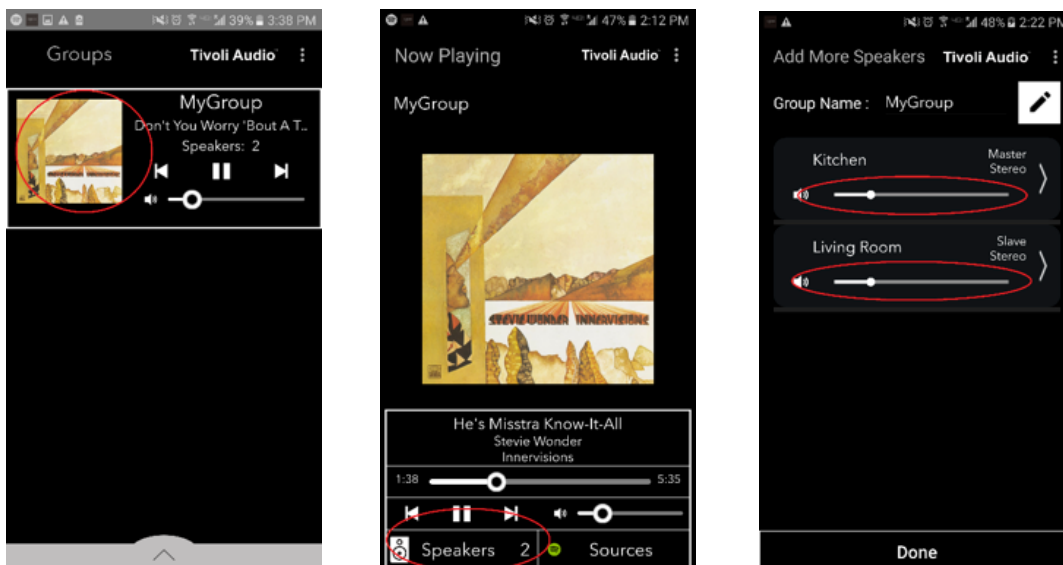 39% 3:38 PM
Groups Tivoli Audio
MyGroup
Don't You Worry 'Bout A T...
Speakers: 2
47% 2:12 PM
Now Playing Tivoli Audio
MyGroup
STEVIE WONDER INNERVISIONS
He's Misstra Know-It-All
Stevie Wonder
Innervisions
1:38 5:35
Speakers 2 Sources
48% 2:22 PM
Add More Speakers Tivoli Audio
Group Name : MyGroup
Kitchen Master
Stereo
Living Room Slave
Stereo
Done